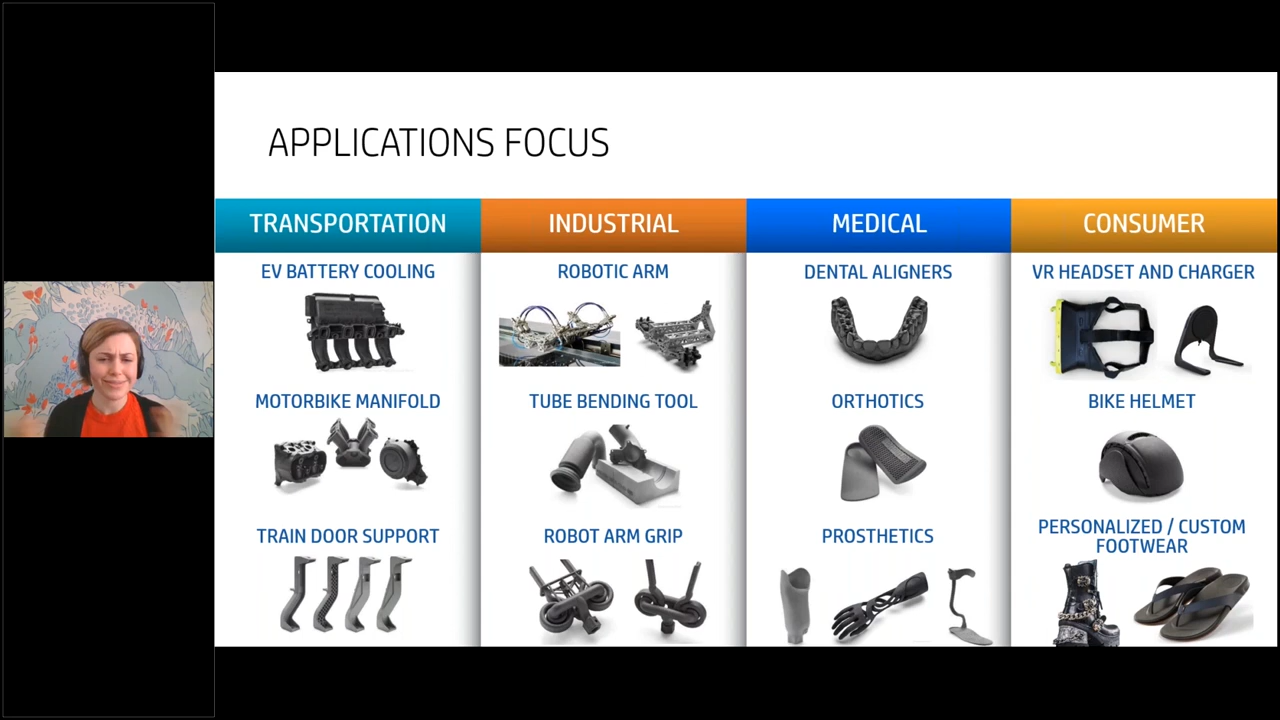 APPLICATIONS FOCUS
TRANSPORTATION
EV BATTERY COOLING
MOTORBIKE MANIFOLD
TRAIN DOOR SUPPORT
INDUSTRIAL
ROBOTIC ARM
TUBE BENDING TOOL
ROBOT ARM GRIP
MEDICAL
DENTAL ALIGNERS
ORTHOTICS
PROSTHETICS
CONSUMER
VR HEADSET AND CHARGER
BIKE HELMET
PERSONALIZED / CUSTOM
FOOTWEAR